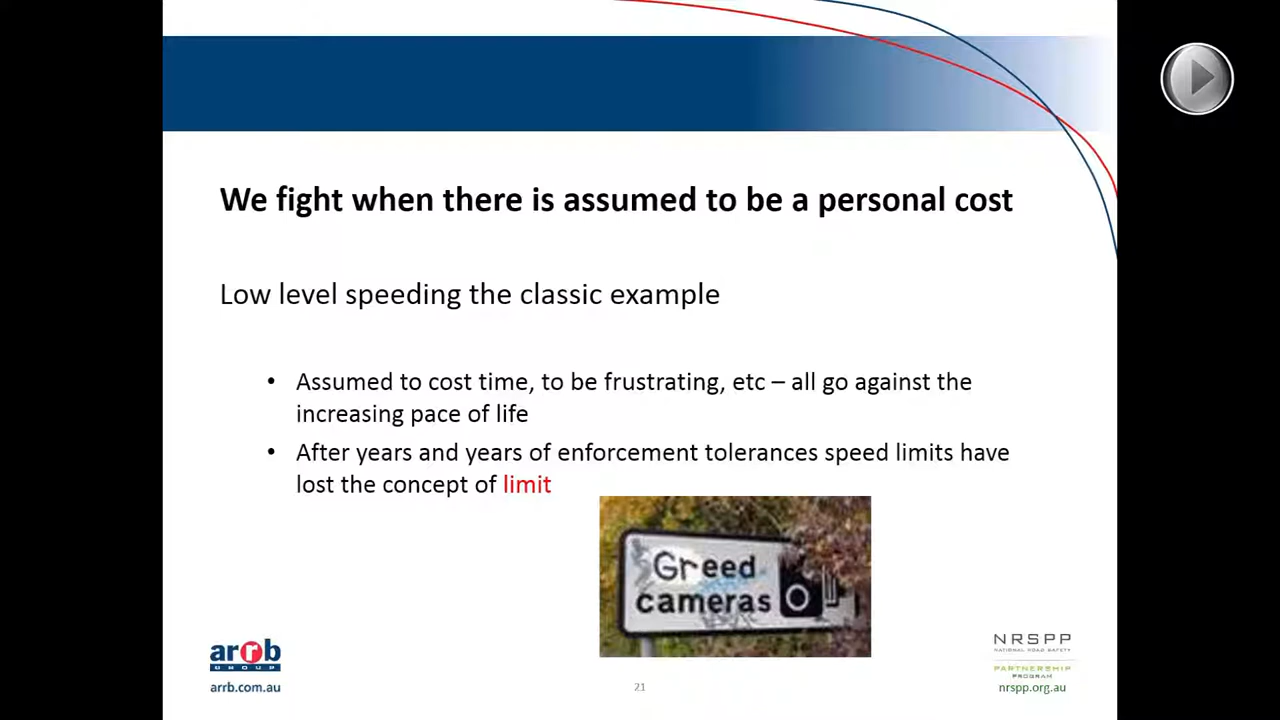 We fight when there is assumed to be a personal cost
Low level speeding the classic example
• Assumed to cost time, to be frustrating, etc – all go against the
increasing pace of life
• After years and years of enforcement tolerances speed limits have
lost the concept of limit
Greed
cameras
arrb
GROUP
arrb.com.au
21
NRSPP
NATIONAL ROAD SAFETY
PARTNERSHIP
PROGRAM
nrspp.org.au